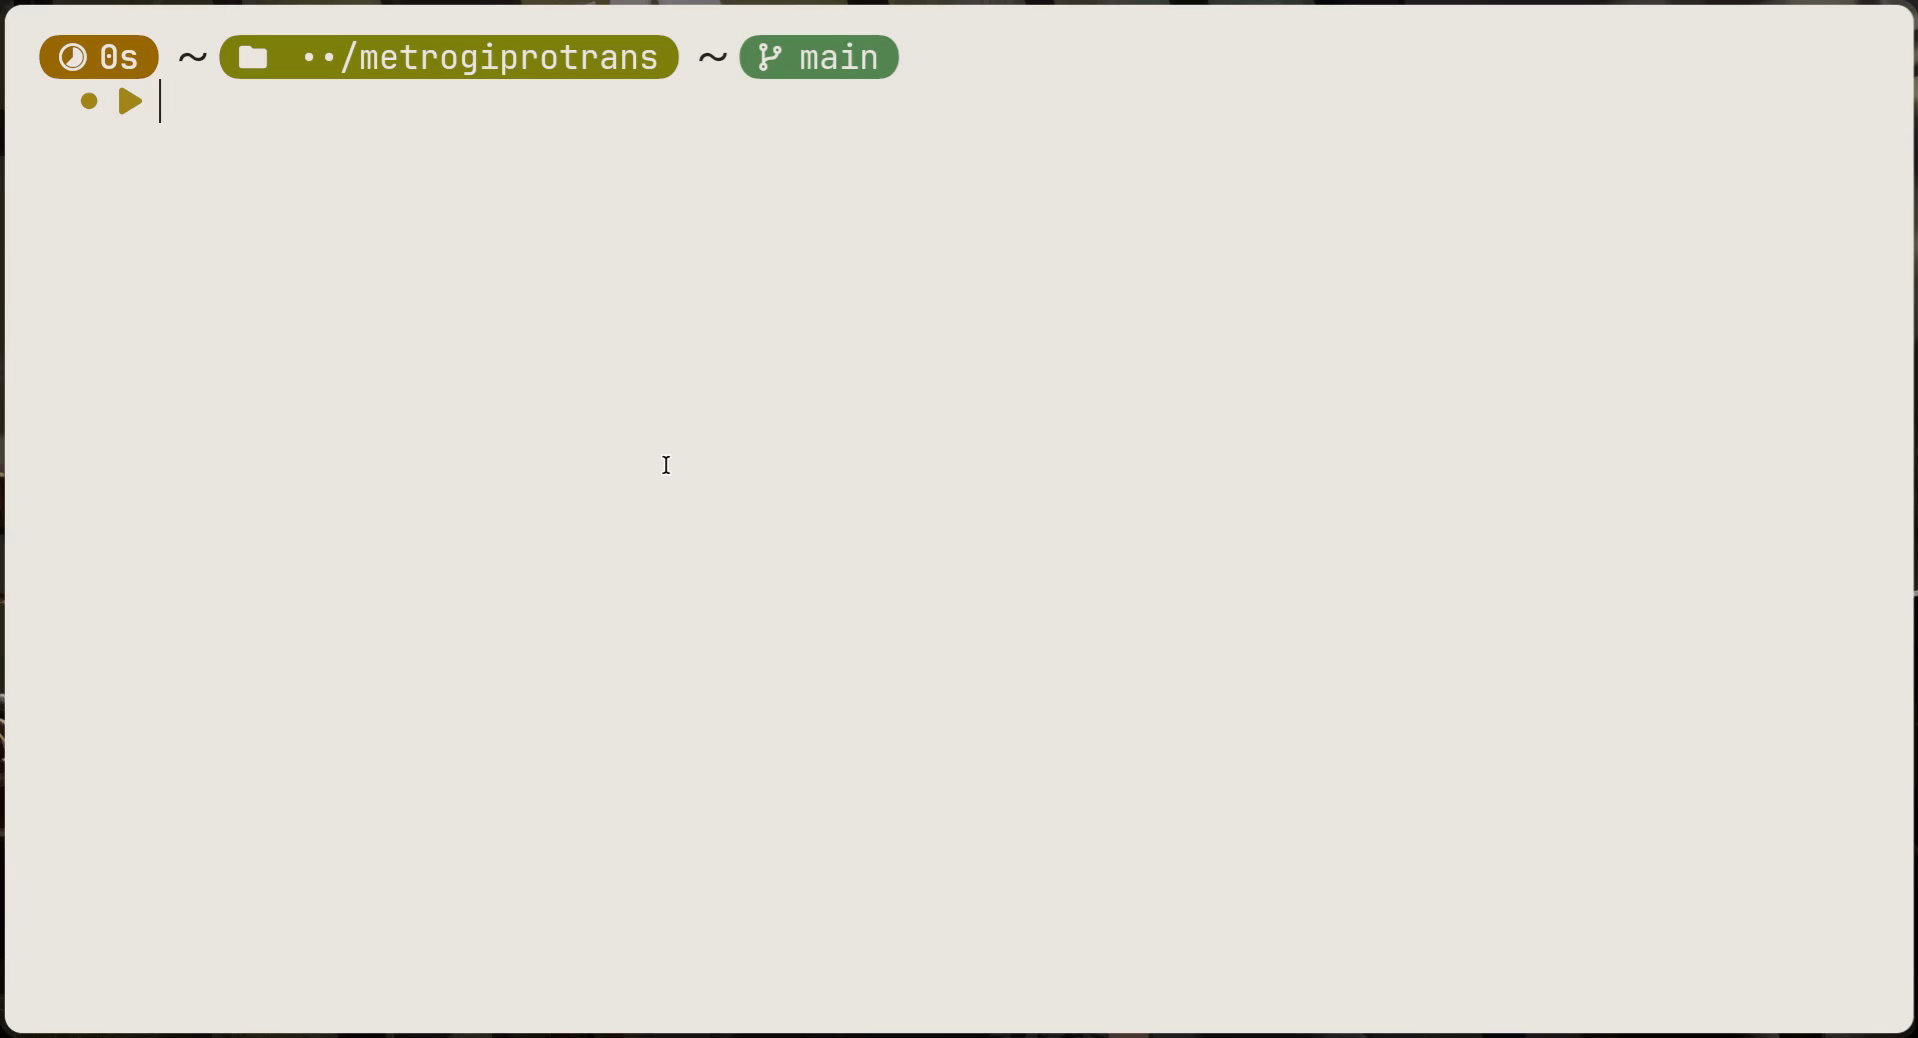 0s ~ ••/metrogiprotrans ~ main